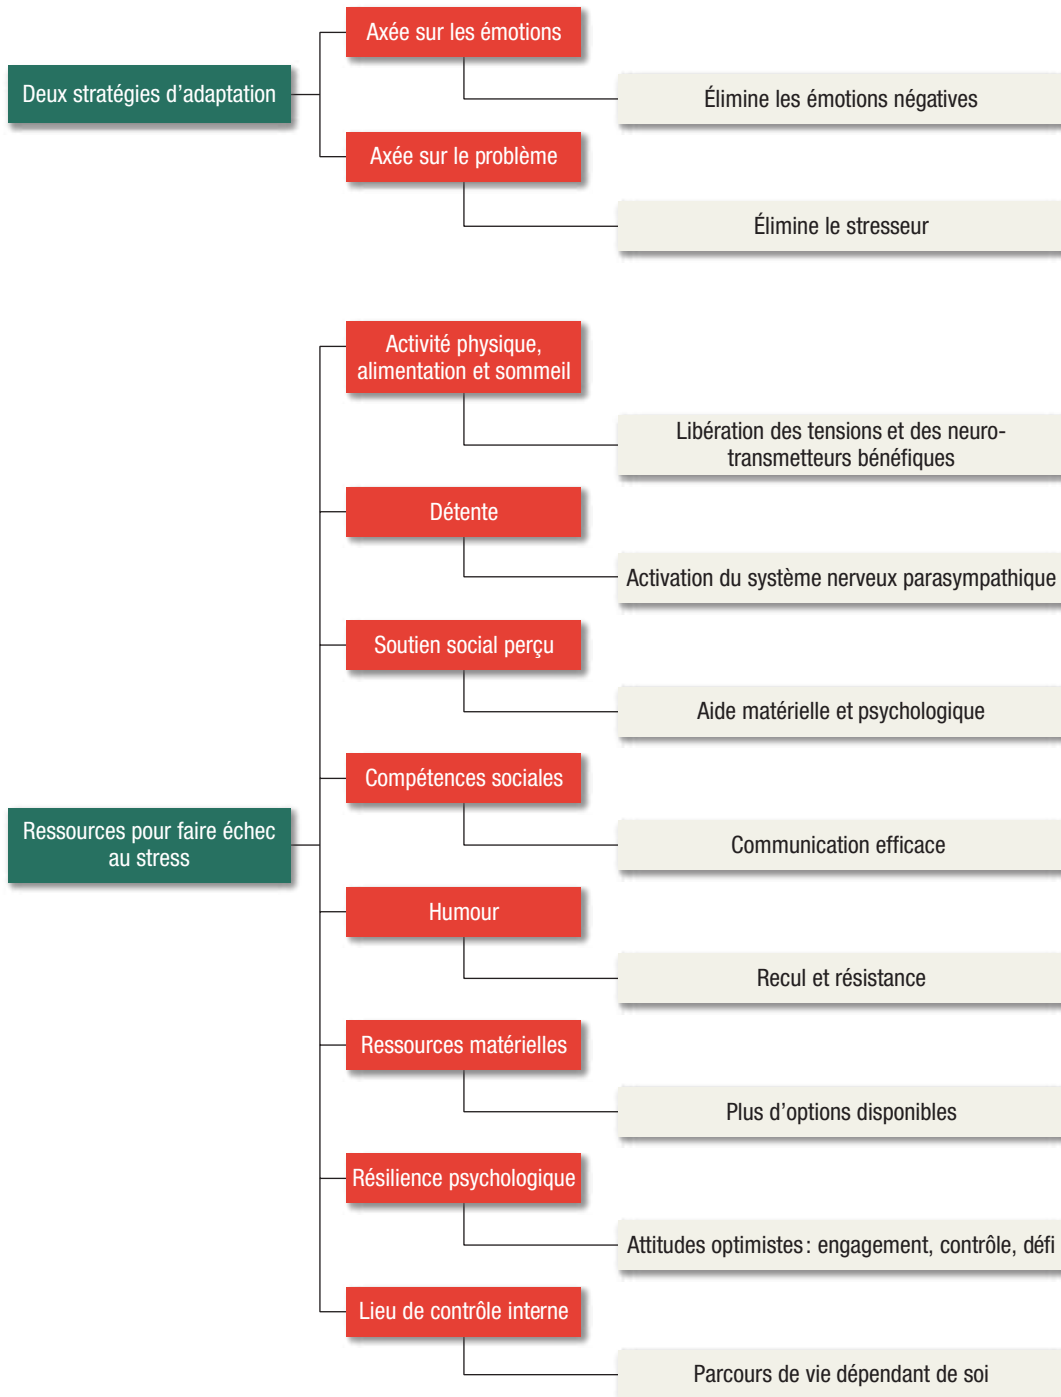 Deux stratégies d'adaptation
Axée sur les émotions
Élimine les émotions négatives
Axée sur le problème
Élimine le stresseur
Ressources pour faire échec
au stress
Activité physique,
alimentation et sommeil
Libération des tensions et des neuro-
transmetteurs bénéfiques
Détente
Activation du système nerveux parasympathique
Soutien social perçu
Aide matérielle et psychologique
Compétences sociales
Communication efficace
Humour
Recul et résistance
Ressources matérielles
Plus d'options disponibles
Résilience psychologique
Attitudes optimistes : engagement, contrôle, défi
Lieu de contrôle interne
Parcours de vie dépendant de soi